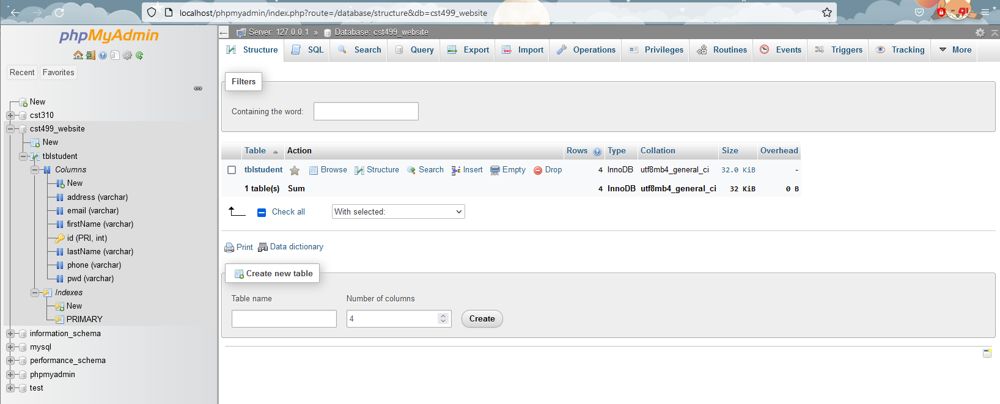 localhost/phpmyadmin/index.php?route=/database/structure&db=cst499_website
phpMyAdmin
Recent Favorites
New
cst310
cst499_website
New
tblstudent
Columns
New
address (varchar)
email (varchar)
firstName (varchar)
id (PRI, int)
lastName (varchar)
phone (varchar)
pwd (varchar)
Indexes
New
PRIMARY
information_schema
mysql
performance_schema
phpmyadmin
test
Server: 127.0.0.1 » Database: cst499_website
Structure SQL Search Query Export Import Operations Privileges Routines Events Triggers Tracking More
Filters
Containing the word:
Table Action Rows Type Collation Size Overhead
tblstudent Browse Structure Search Insert Empty Drop 4 InnoDB utf8mb4_general_ci 32.0 KiB -
1 table(s) Sum 4 InnoDB utf8mb4_general_ci 32 KiB 0 B
Check all With selected:
Print Data dictionary
Create new table
Table name Number of columns
4 Create